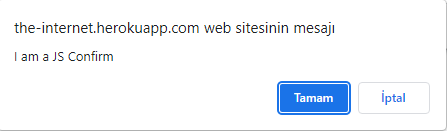 the-internet.herokuapp.com web sitesinin mesajı
I am a JS Confirm
Tamam İptal